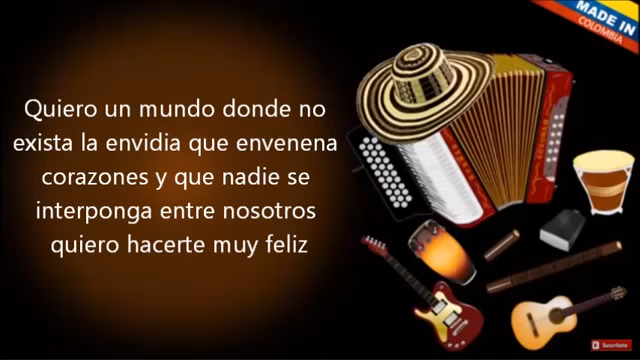 MADE IN
COLOMBIA
Quiero un mundo donde no
exista la envidia que envenena
corazones y que nadie se
interponga entre nosotros
quiero hacerte muy feliz
Suscríbete